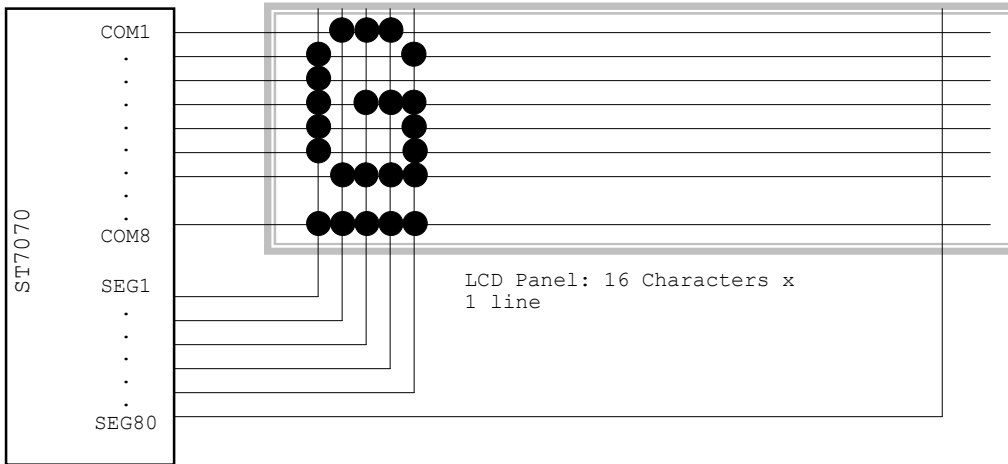 COM1
COM8
ST7070
SEG1
SEG80
LCD Panel: 16 Characters x
1 line